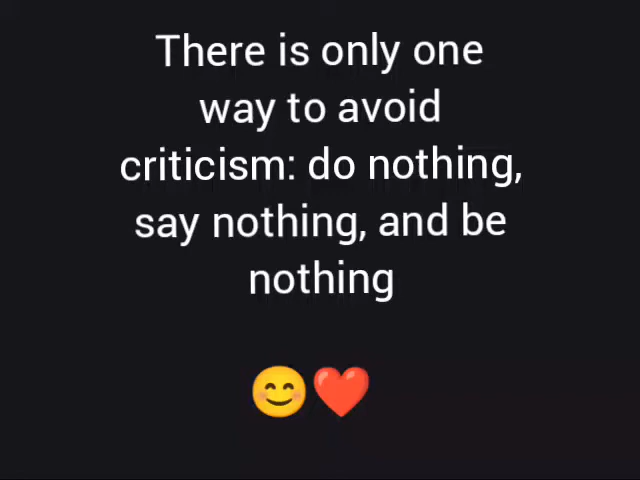 There is only one
way to avoid
criticism: do nothing,
say nothing, and be
nothing
😊❤️